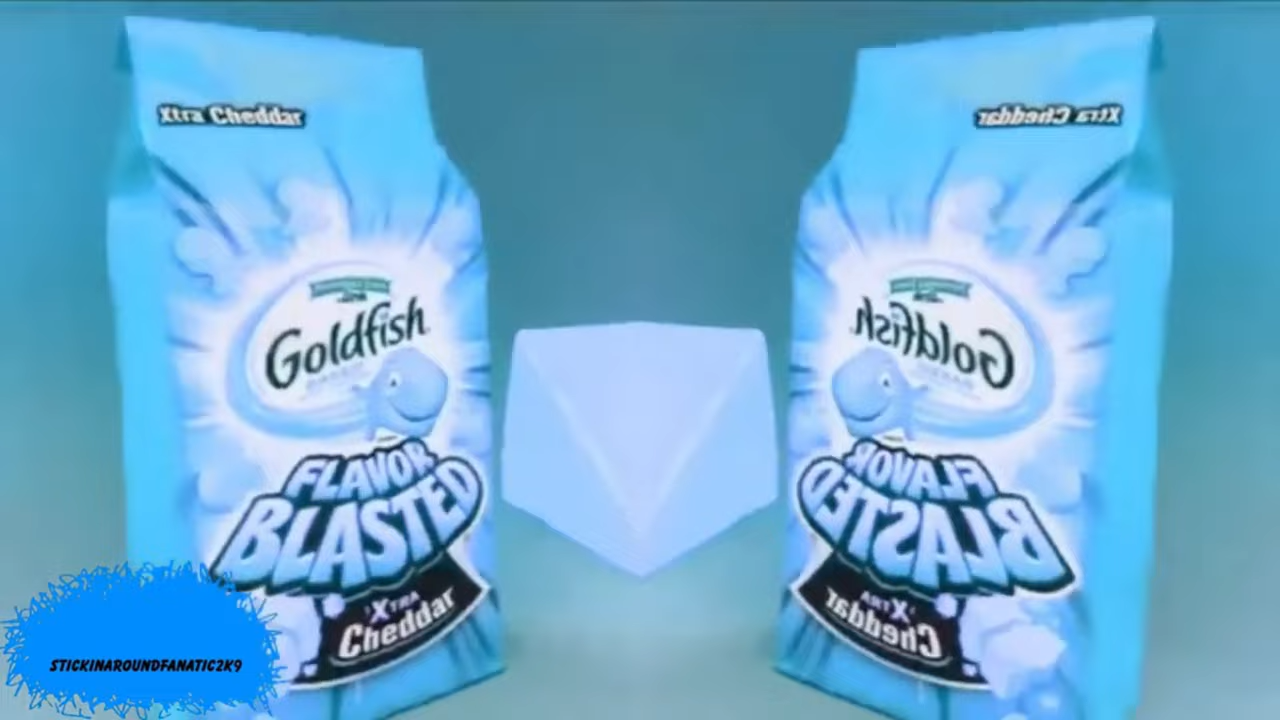 Xtra Cheddar
Goldfish
FLAVOR
BLASTED
XTRA
Cheddar
Xtra Cheddar
Goldfish
FLAVOR
BLASTED
XTRA
Cheddar
STICKINAROUNDFANATIC2K9